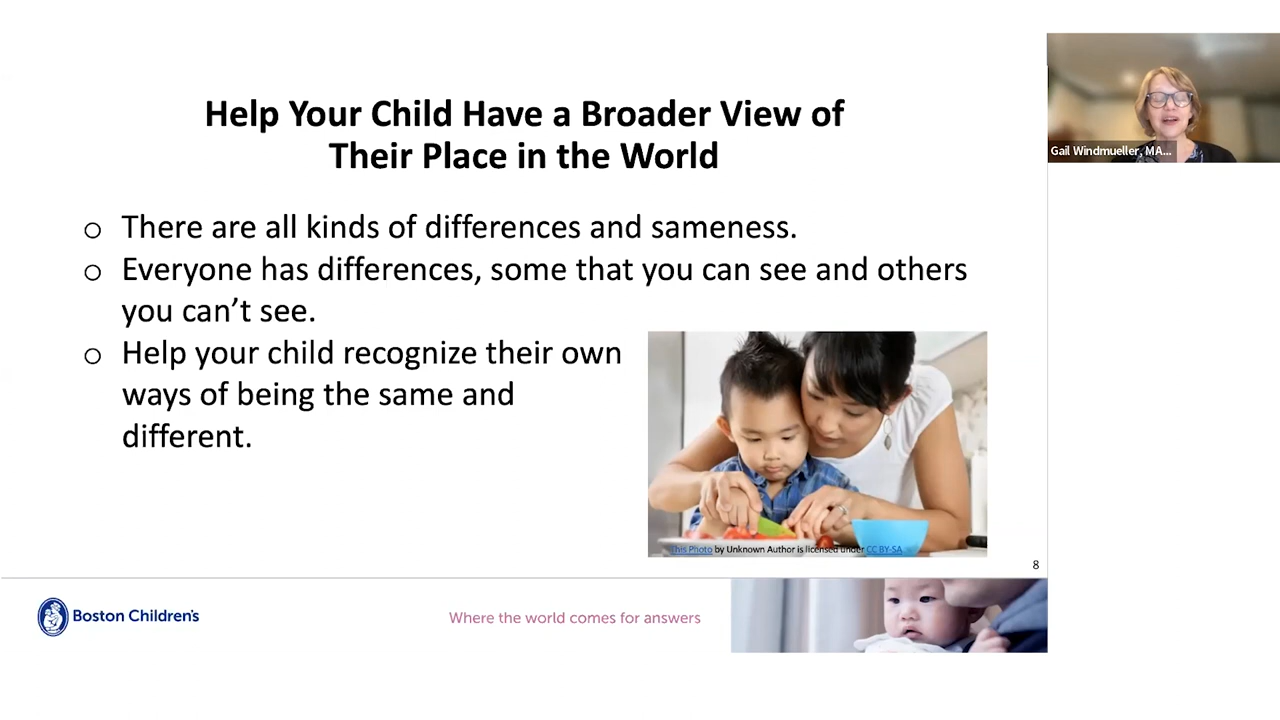 Help Your Child Have a Broader View of
Their Place in the World
○ There are all kinds of differences and sameness.
○ Everyone has differences, some that you can see and others
you can't see.
○ Help your child recognize their own
ways of being the same and
different.
This Photo by Unknown Author is licensed under CC BY-SA
8
Boston Children's
Where the world comes for answers
Gail Windmueller, MA...